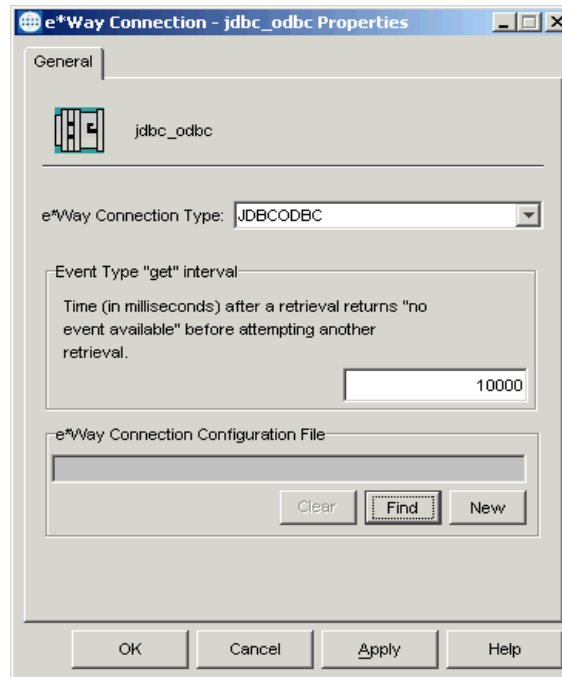 e*Way Connection - jdbc_odbc Properties
General
jdbc_odbc
e*Way Connection Type: JDBCODBC
Event Type "get" interval
Time (in milliseconds) after a retrieval returns "no
event available" before attempting another
retrieval.
10000
e*Way Connection Configuration File
Clear Find New
OK Cancel Apply Help